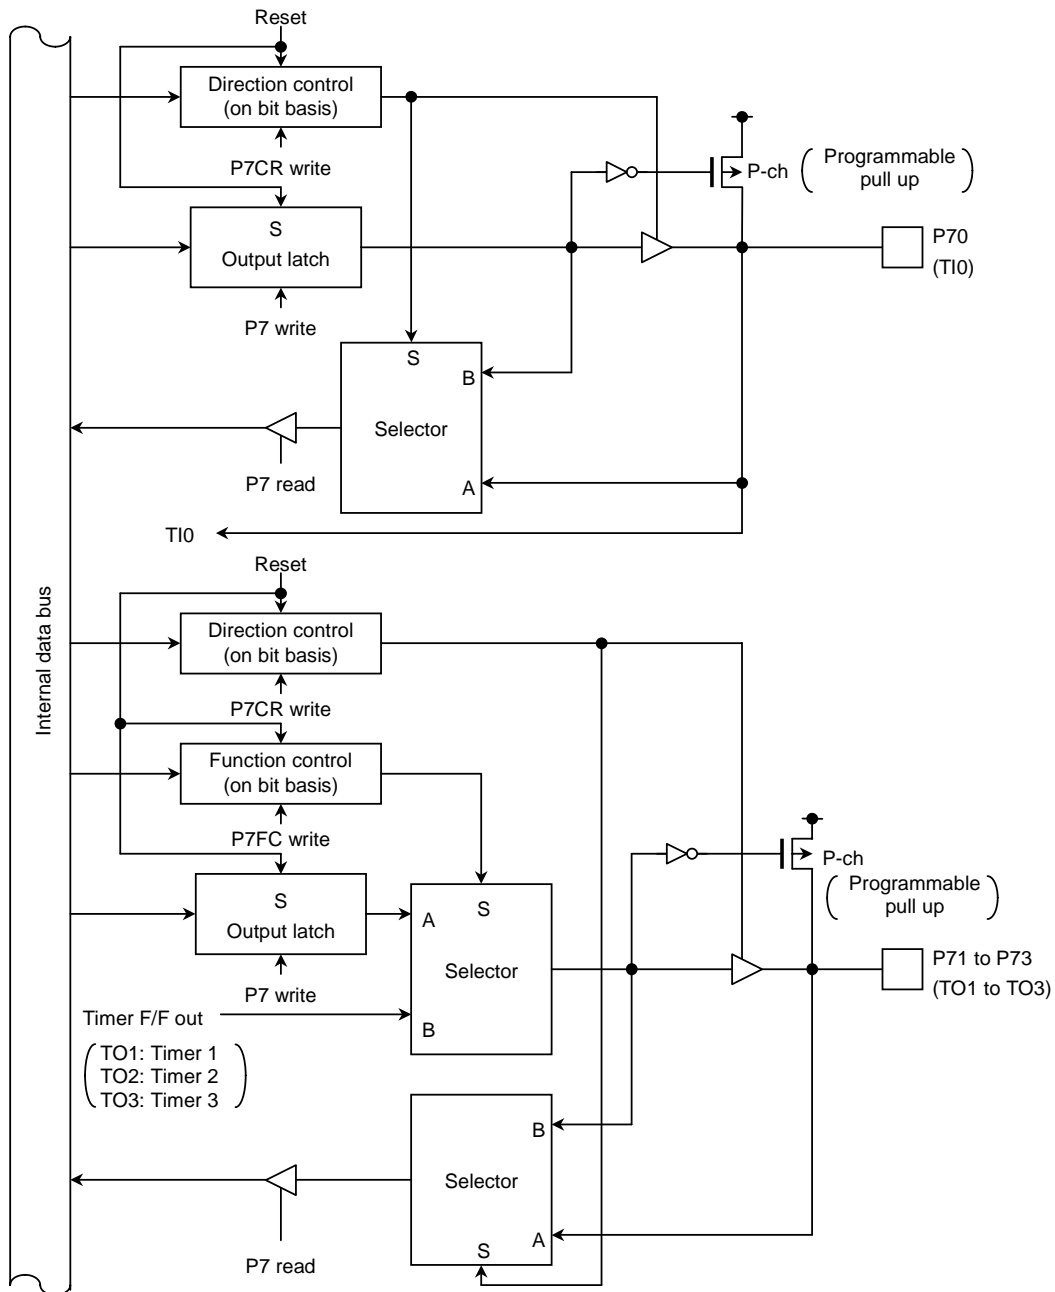 Reset
Direction control
(on bit basis)
P7CR write
P-ch
Programmable
pull up
S
Output latch
P7 write
P70
(TI0)
S
B
Selector
A
P7 read
TI0
Internal data bus
Reset
Direction control
(on bit basis)
P7CR write
Function control
(on bit basis)
P7FC write
P-ch
Programmable
pull up
S
Output latch
P7 write
A
S
Selector
B
P71 to P73
(TO1 to TO3)
Timer F/F out
TO1: Timer 1
TO2: Timer 2
TO3: Timer 3
B
Selector
A
S
P7 read